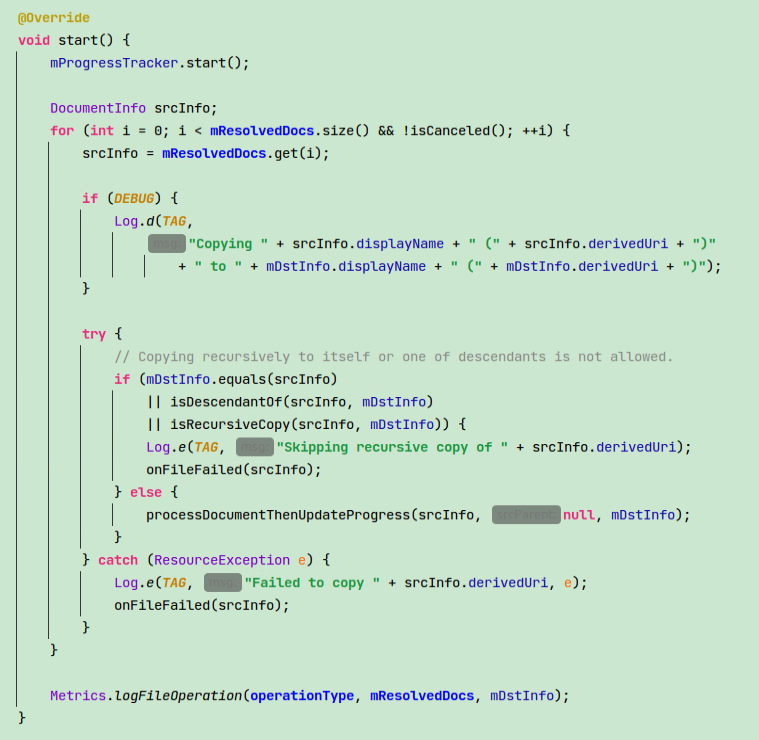 @Override
void start() {
mProgressTracker.start();
DocumentInfo srcInfo;
for (int i = 0; i < mResolvedDocs.size() && !isCanceled(); ++i) {
srcInfo = mResolvedDocs.get(i);
if (DEBUG) {
Log.d(TAG,
msg: "Copying " + srcInfo.displayName + " (" + srcInfo.derivedUri + ")"
+ " to " + mDstInfo.displayName + " (" + mDstInfo.derivedUri + ")");
}
try {
// Copying recursively to itself or one of descendants is not allowed.
if (mDstInfo.equals(srcInfo)
|| isDescendantOf(srcInfo, mDstInfo)
|| isRecursiveCopy(srcInfo, mDstInfo)) {
Log.e(TAG, msg: "Skipping recursive copy of " + srcInfo.derivedUri);
onFileFailed(srcInfo);
} else {
processDocumentThenUpdateProgress(srcInfo, srcParent: null, mDstInfo);
}
} catch (ResourceException e) {
Log.e(TAG, msg: "Failed to copy " + srcInfo.derivedUri, e);
onFileFailed(srcInfo);
}
}
Metrics.logFileOperation(operationType, mResolvedDocs, mDstInfo);
}